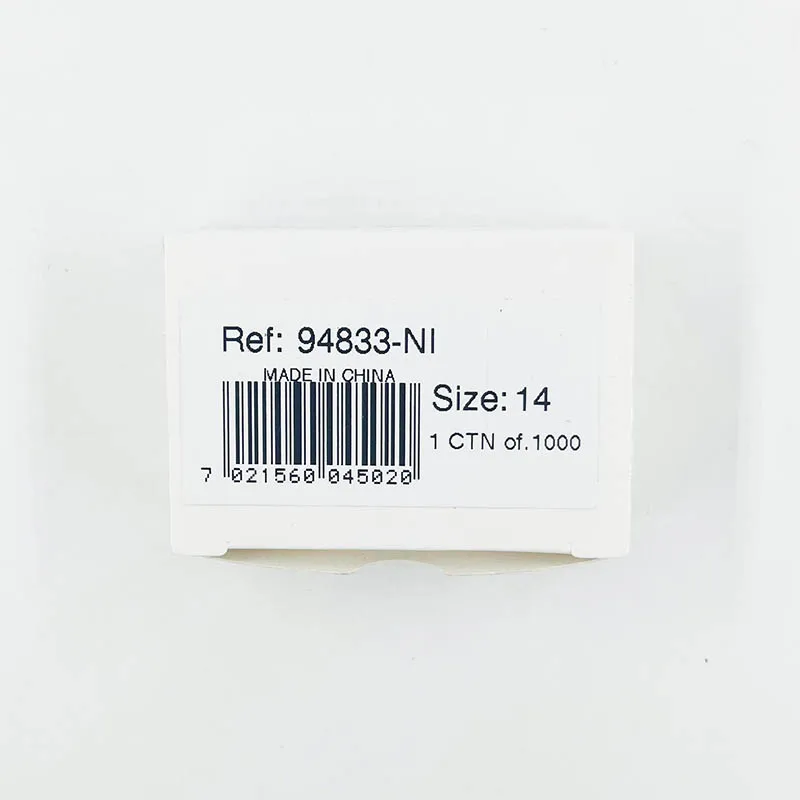 Ref: 94833-NI
MADE IN CHINA
Size: 14
1 CTN of.1000
7 021560 045020